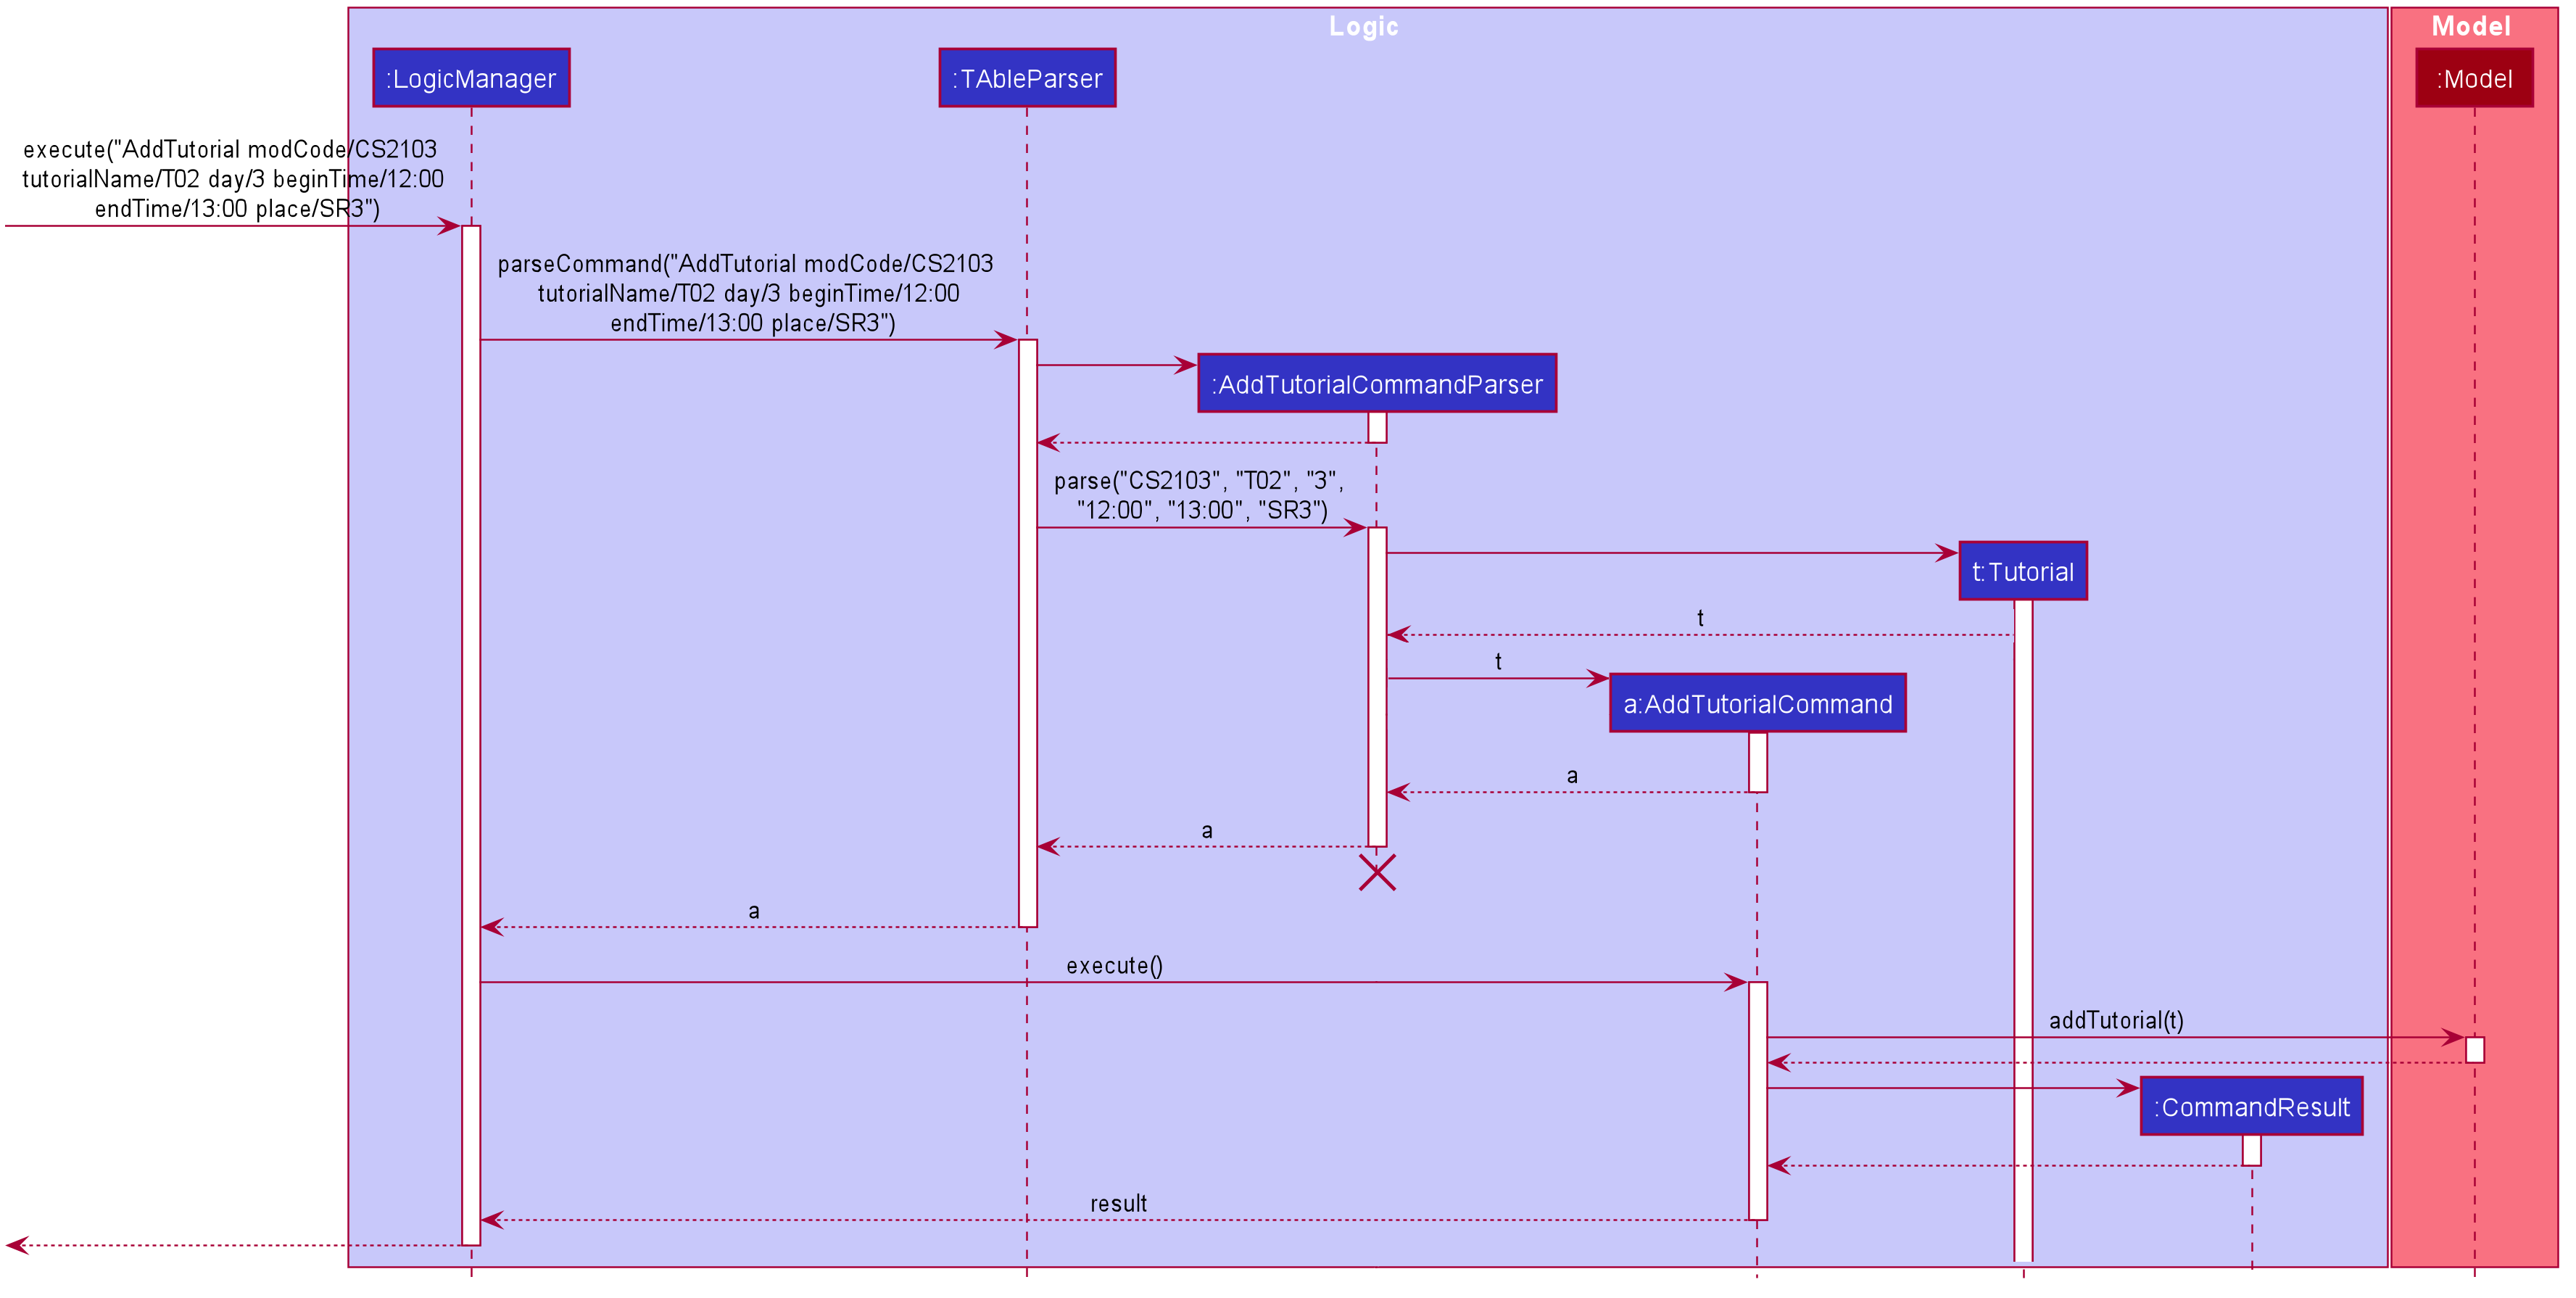 Logic
Model
:LogicManager
:TAbleParser
:Model
execute("AddTutorial modCode/CS2103
tutorialName/T02 day/3 beginTime/12:00
endTime/13:00 place/SR3")
parseCommand("AddTutorial modCode/CS2103
tutorialName/T02 day/3 beginTime/12:00
endTime/13:00 place/SR3")
:AddTutorialCommandParser
parse("CS2103", "T02", "3",
"12:00", "13:00", "SR3")
t:Tutorial
t
t
a:AddTutorialCommand
a
a
a
execute()
addTutorial(t)
:CommandResult
result